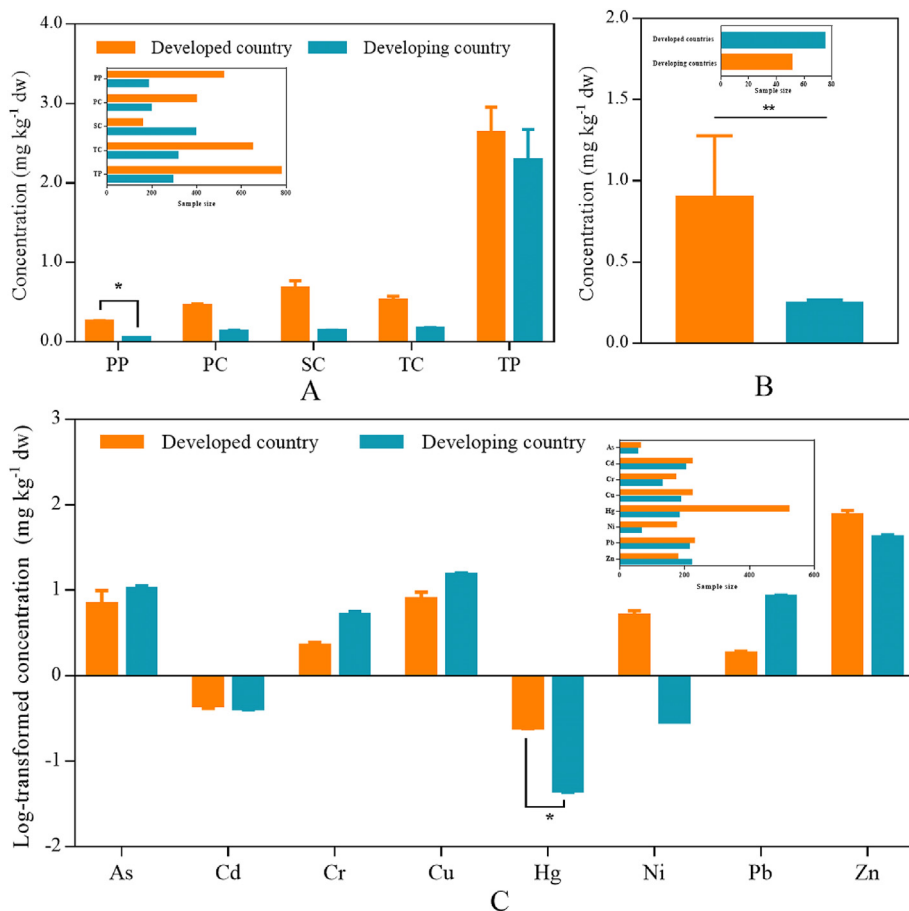 4.0
3.0
2.0
1.0
0.0
Concentration (mg kg⁻¹ dw)
Developed country
Developing country
PP
PC
SC
TC
TP
0 200 400 600 800
Sample size
*
PP PC SC TC TP
A
2.0
1.5
1.0
0.5
0.0
Concentration (mg kg⁻¹ dw)
Developed countries
Developing countries
0 20 40 60 80
Sample size
**
B
3
2
1
0
-1
-2
Log-transformed concentration (mg kg⁻¹ dw)
Developed country
Developing country
As
Cd
Cr
Cu
Hg
Ni
Pb
Zn
0 200 400 600
Sample size
*
As Cd Cr Cu Hg Ni Pb Zn
C